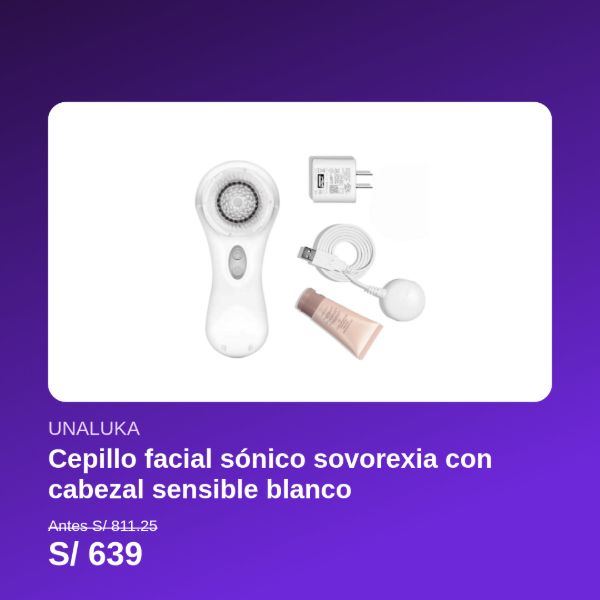 UNALUKA
Cepillo facial sónico sovorexia con
cabezal sensible blanco
Antes S/ 811.25
S/ 639